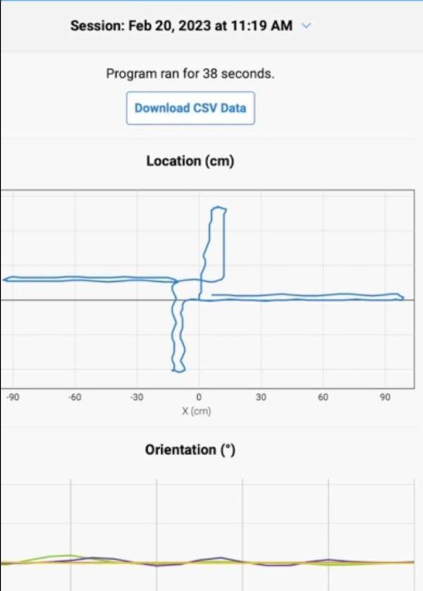 Session: Feb 20, 2023 at 11:19 AM
Program ran for 38 seconds.
Download CSV Data
Location (cm)
-90 -60 -30 0 30 60 90
X (cm)
Orientation (°)